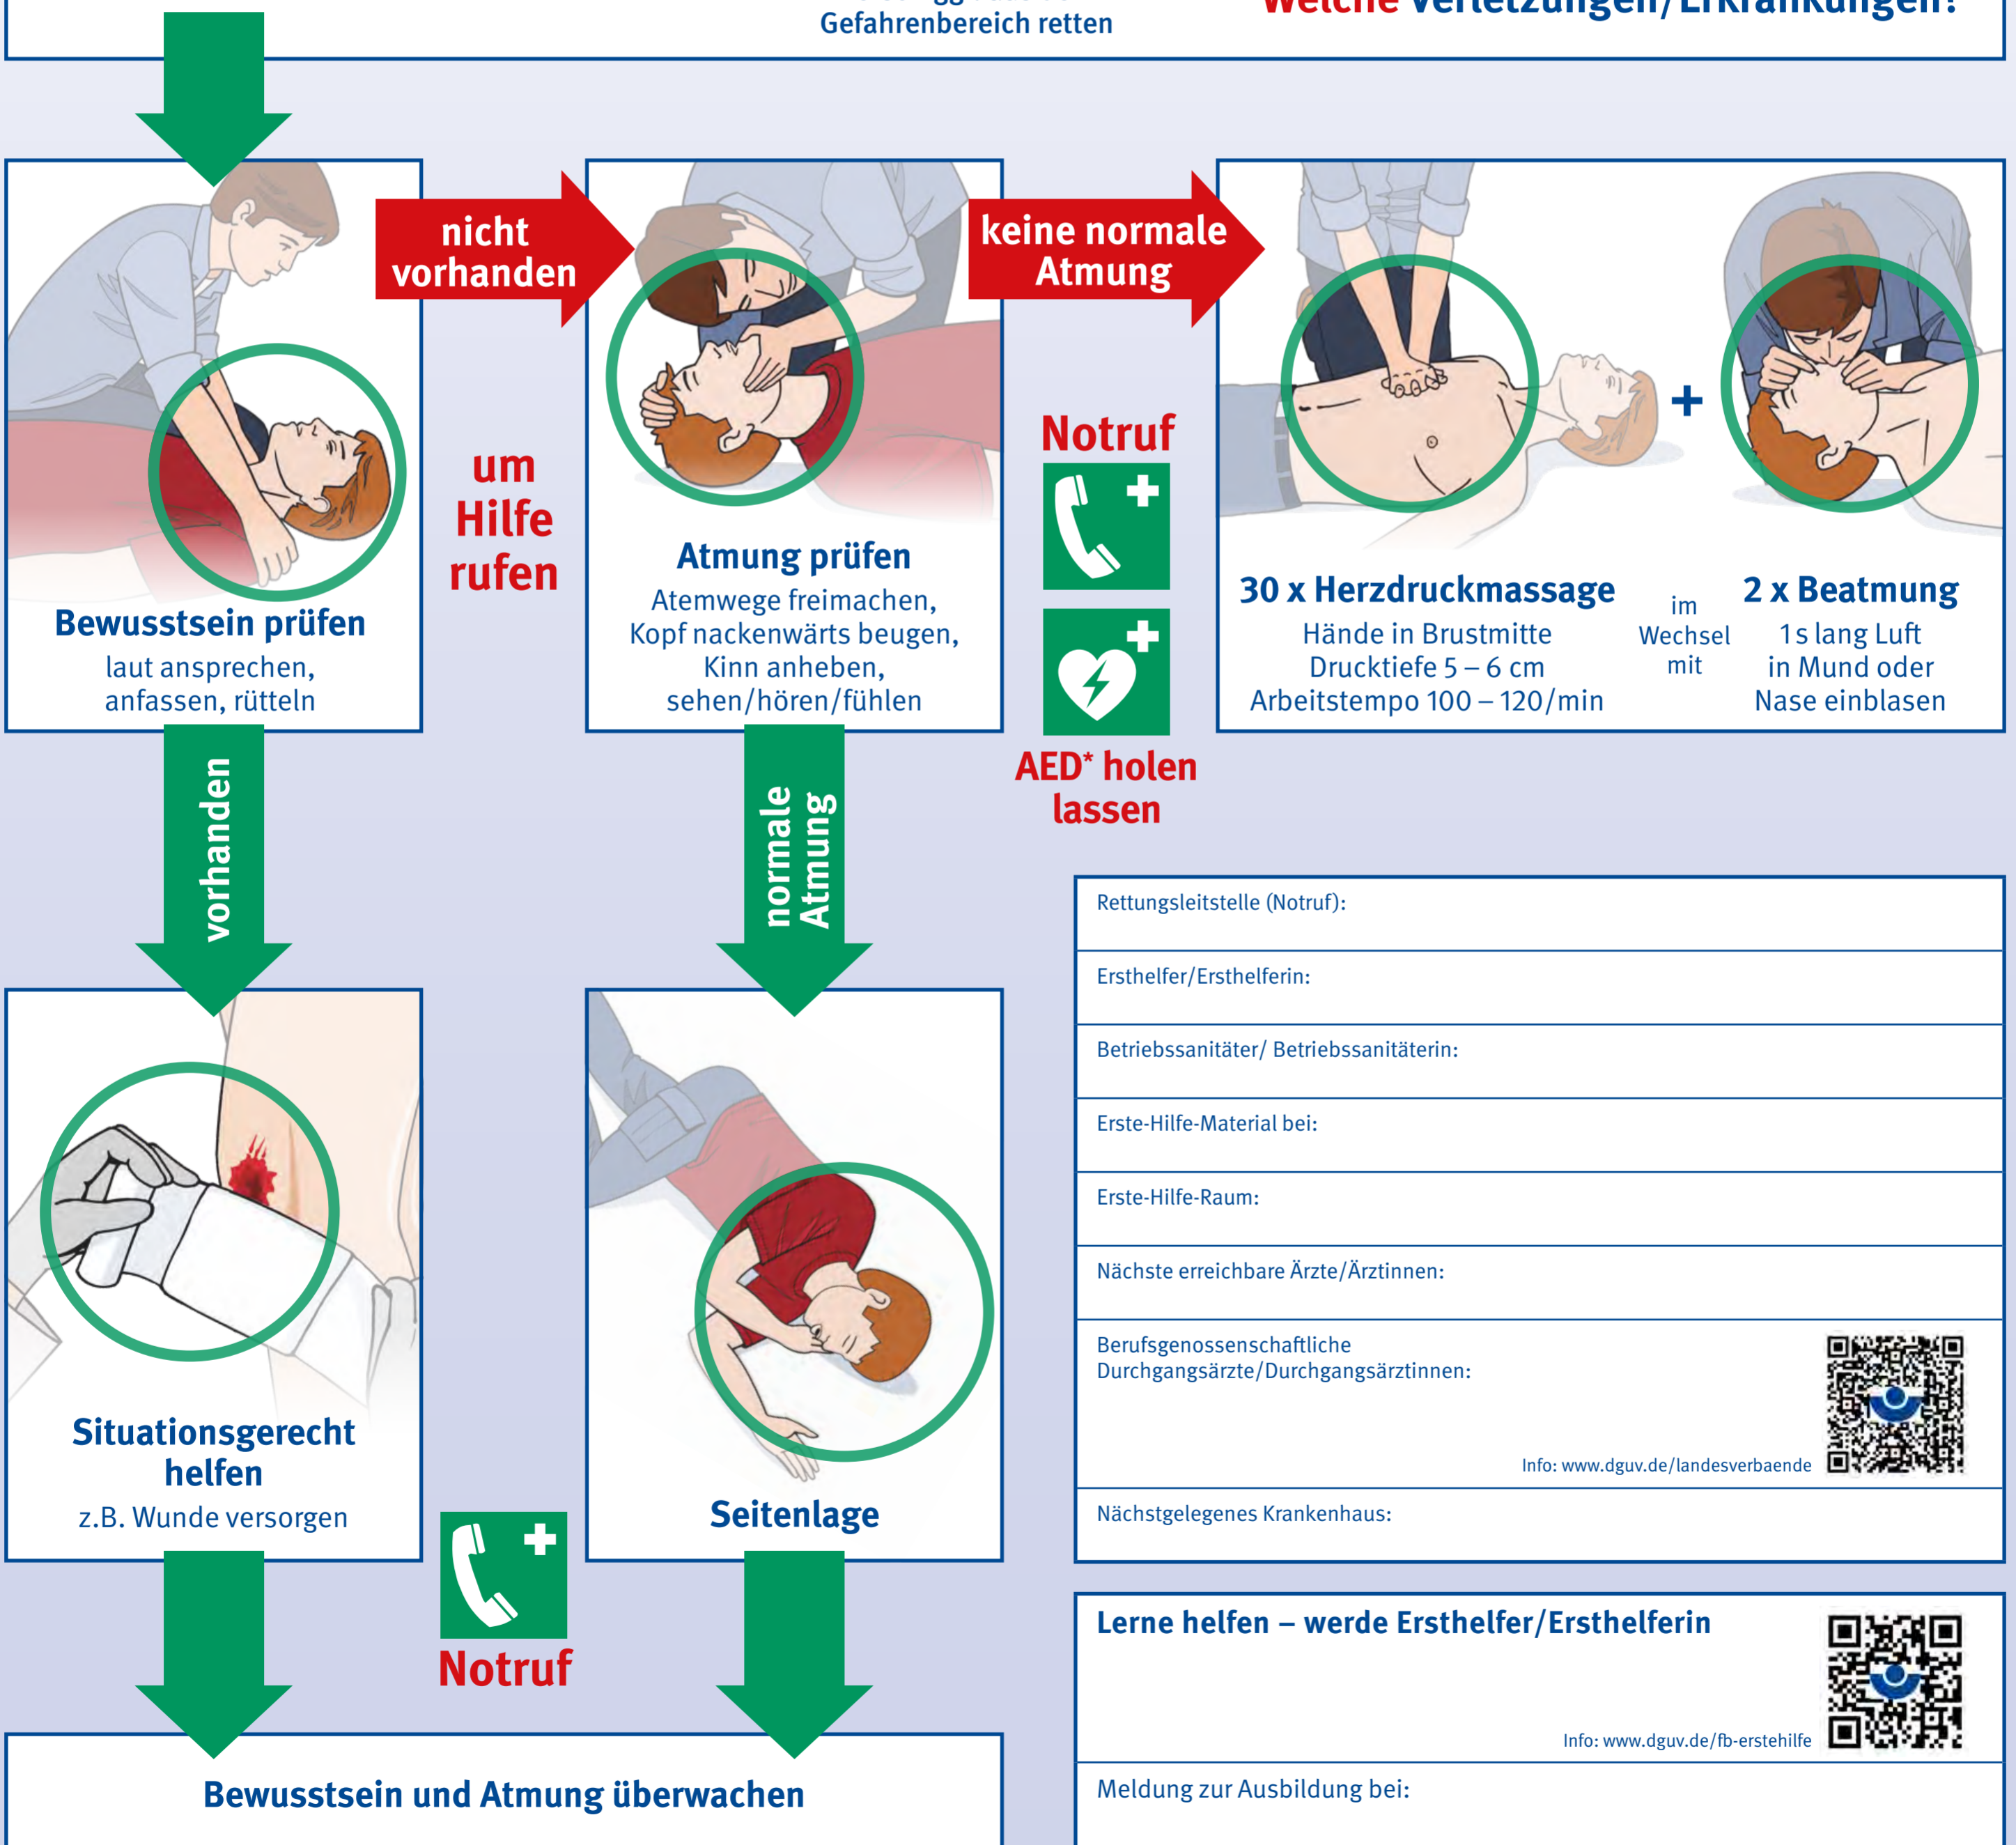 Gefahrenbereich retten
Welche Verletzungen/Erkrankungen?
nicht
vorhanden
keine normale
Atmung
um
Hilfe
rufen
Notruf
AED* holen
lassen
Bewusstsein prüfen
laut ansprechen,
anfassen, rütteln
Atmung prüfen
Atemwege freimachen,
Kopf nackenwärts beugen,
Kinn anheben,
sehen/hören/fühlen
30 x Herzdruckmassage
Hände in Brustmitte
Drucktiefe 5 – 6 cm
Arbeitstempo 100 – 120/min
im
Wechsel
mit
2 x Beatmung
1 s lang Luft
in Mund oder
Nase einblasen
vorhanden
normale
Atmung
Situationsgerecht
helfen
z.B. Wunde versorgen
Notruf
Seitenlage
Bewusstsein und Atmung überwachen
Rettungsleitstelle (Notruf):
Ersthelfer/Ersthelferin:
Betriebssanitäter/ Betriebssanitäterin:
Erste-Hilfe-Material bei:
Erste-Hilfe-Raum:
Nächste erreichbare Ärzte/Ärztinnen:
Berufsgenossenschaftliche
Durchgangsärzte/Durchgangsärztinnen:
Info: www.dguv.de/landesverbaende
Nächstgelegenes Krankenhaus:
Lerne helfen – werde Ersthelfer/Ersthelferin
Info: www.dguv.de/fb-erstehilfe
Meldung zur Ausbildung bei: